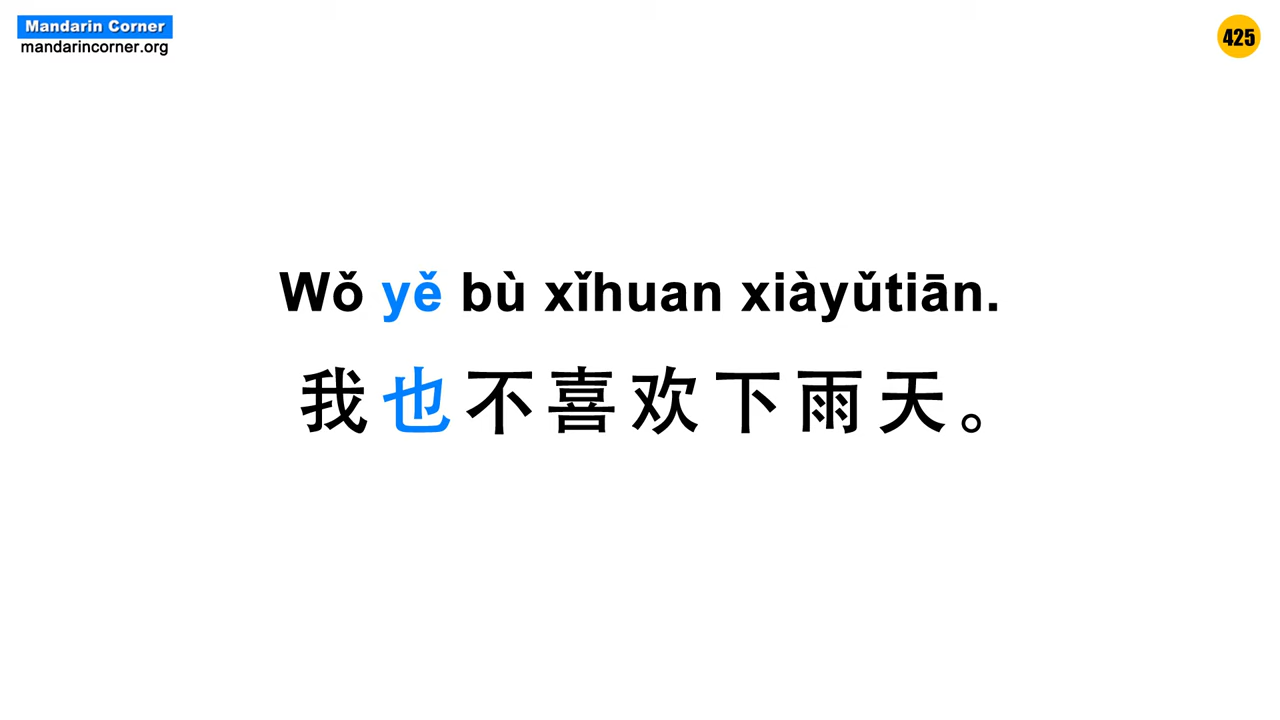 Mandarin Corner
mandarincorner.org
425
Wǒ yě bù xǐhuan xiàyǔtiān.
我也不喜欢下雨天。